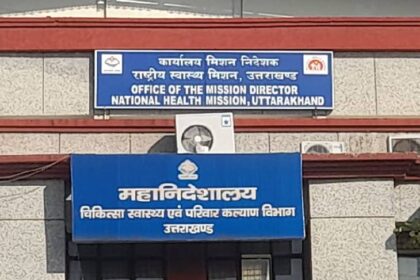 कार्यालय मिशन निदेशक
राष्ट्रीय स्वास्थ्य मिशन, उत्तराखण्ड
OFFICE OF THE MISSION DIRECTOR
NATIONAL HEALTH MISSION, UTTARAKHAND
महानिदेशालय
चिकित्सा स्वास्थ्य एवं परिवार कल्याण विभाग
उत्तराखण्ड